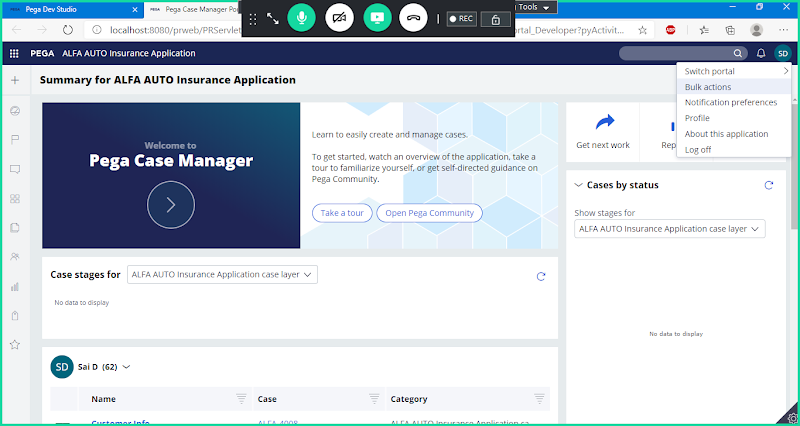 Pega Dev Studio
Pega Case Manager Po
REC
Tools
localhost:8080/prweb/PRServlet
ortal_Developer?pyActivit...
ABP
PEGA
ALFA AUTO Insurance Application
SD
Summary for ALFA AUTO Insurance Application
Switch portal
Bulk actions
Notification preferences
Profile
About this application
Log off
Welcome to
Pega Case Manager
Learn to easily create and manage cases.
To get started, watch an overview of the application, take a
tour to familiarize yourself, or get self-directed guidance on
Pega Community.
Take a tour
Open Pega Community
Get next work
Rep
Cases by status
Show stages for
ALFA AUTO Insurance Application case layer
No data to display
Case stages for
ALFA AUTO Insurance Application case layer
No data to display
SD
Sai D (62)
Name
Case
Category
Customer Info
ALFA-4008
ALFA AUTO Insurance Application ca